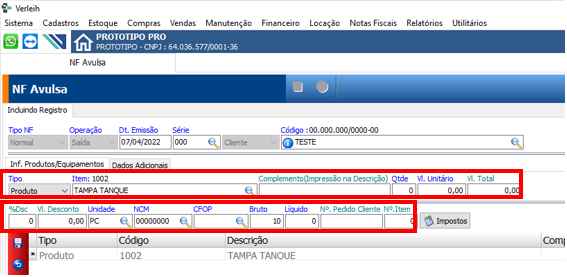 Verleih
Sistema Cadastros Estoque Compras Vendas Manutenção Financeiro Locação Notas Fiscais Relatórios Utilitários
PROTOTIPO PRO
PROTOTIPO - CNPJ : 64.036.577/0001-36
NF Avulsa
NF Avulsa
Incluindo Registro
Tipo NF Operação Dt. Emissão Série Código :00.000.000/0000-00
Normal Saída 07/04/2022 000 Cliente TESTE
Inf. Produtos/Equipamentos Dados Adicionais
Tipo Item: 1002 Complemento(Impressão na Descrição) Qtde Vl. Unitário Vl. Total
Produto TAMPA TANQUE 0 0,00 0,00
%Dsc Vl. Desconto Unidade NCM CFOP Bruto Líquido Nº. Pedido Cliente Nº.Item
0 0,00 PC 00000000 10 0 0 Impostos
Tipo Código Descrição Comp
* Produto 1002 TAMPA TANQUE